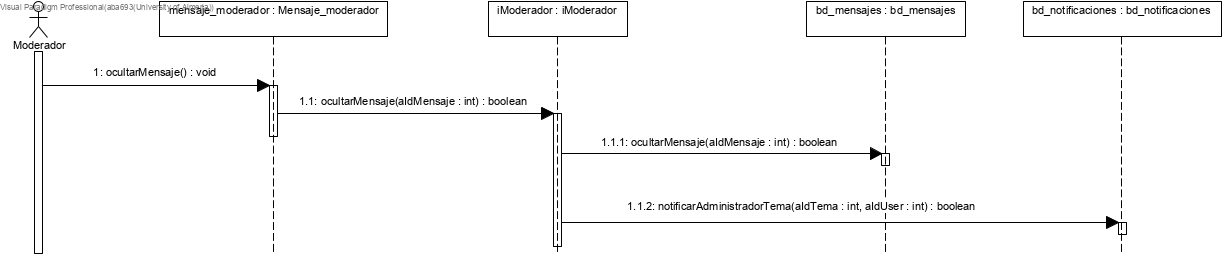 Visual Paradigm Professional(aba693(University of Almeria))
mensaje_moderador : Mensaje_moderador
iModerador : iModerador
bd_mensajes : bd_mensajes
bd_notificaciones : bd_notificaciones
Moderador
1: ocultarMensaje() : void
1.1: ocultarMensaje(aIdMensaje : int) : boolean
1.1.1: ocultarMensaje(aIdMensaje : int) : boolean
1.1.2: notificarAdministradorTema(aIdTema : int, aIdUser : int) : boolean